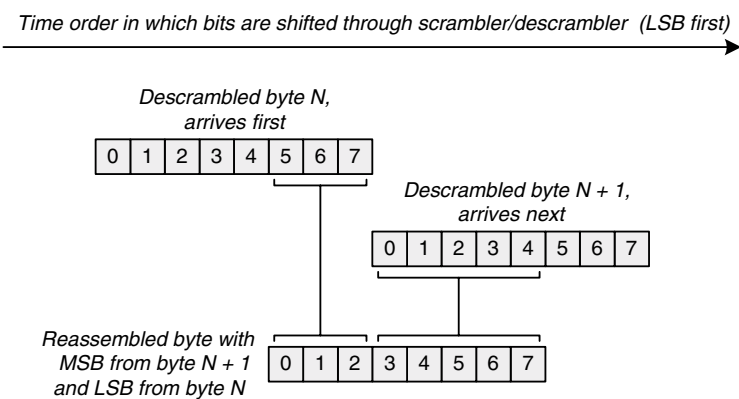 Time order in which bits are shifted through scrambler/descrambler (LSB first)
Descrambled byte N,
arrives first
0 1 2 3 4 5 6 7
Descrambled byte N + 1,
arrives next
0 1 2 3 4 5 6 7
Reassembled byte with
MSB from byte N + 1
and LSB from byte N
0 1 2 3 4 5 6 7